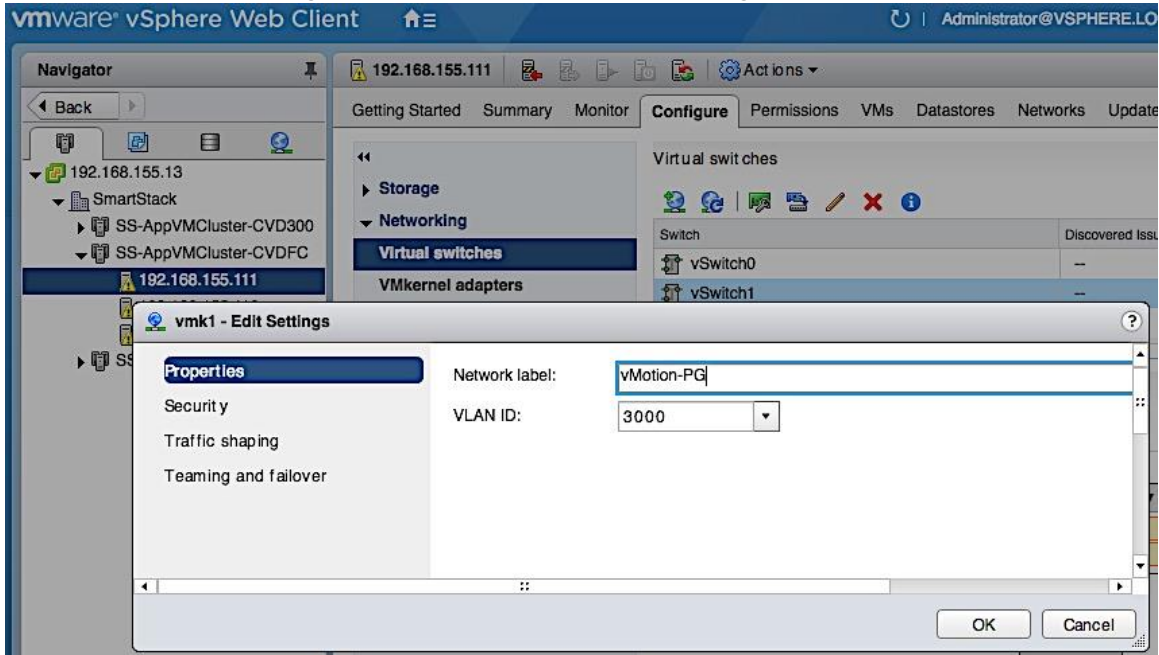 vmware® vSphere Web Client
Administrator@VSPHERE.LO
Navigator
192.168.155.111
Actions
Back
Getting Started Summary Monitor Configure Permissions VMs Datastores Networks Update
192.168.155.13
SmartStack
SS-AppVMCluster-CVD300
SS-AppVMCluster-CVDFC
192.168.155.111
SS
Storage
Networking
Virtual switches
VMkernel adapters
Virtual switches
Switch Discovered Issu
vSwitch0 --
vSwitch1 --
vmk1 - Edit Settings
Properties
Security
Traffic shaping
Teaming and failover
Network label: vMotion-PG
VLAN ID: 3000
OK Cancel